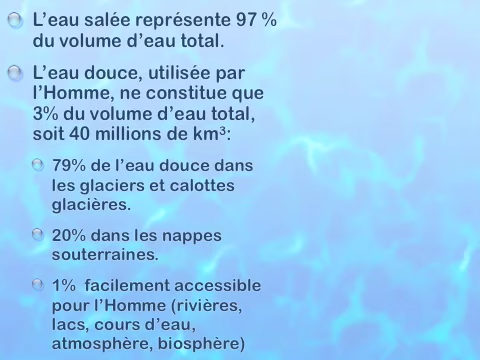 L’eau salée représente 97 %
du volume d’eau total.
L’eau douce, utilisée par
l’Homme, ne constitue que
3% du volume d’eau total,
soit 40 millions de km³:
79% de l’eau douce dans
les glaciers et calottes
glacières.
20% dans les nappes
souterraines.
1%  facilement accessible
pour l’Homme (rivières,
lacs, cours d’eau,
atmosphère, biosphère)